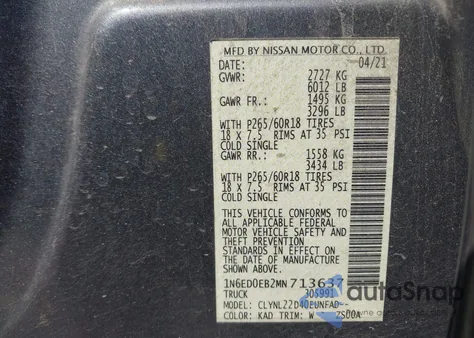 MFD BY NISSAN MOTOR CO., LTD.
DATE: 04/21
GVWR: 2727 KG
6012 LB
GAWR FR.: 1495 KG
3296 LB
WITH P265/60R18 TIRES
18 X 7.5 RIMS AT 35 PSI
COLD SINGLE
GAWR RR.: 1558 KG
3434 LB
WITH P265/60R18 TIRES
18 X 7.5 RIMS AT 35 PSI
COLD SINGLE
THIS VEHICLE CONFORMS TO
ALL APPLICABLE FEDERAL
MOTOR VEHICLE SAFETY AND
THEFT PREVENTION
STANDARDS IN EFFECT ON
THE DATE OF MANUFACTURE
SHOWN ABOVE.
1N6ED0EB2MN713637
TRUCK 305991
CLYNL22D40EUNFAD--
COLOR: KAD TRIM: W
autoSnap